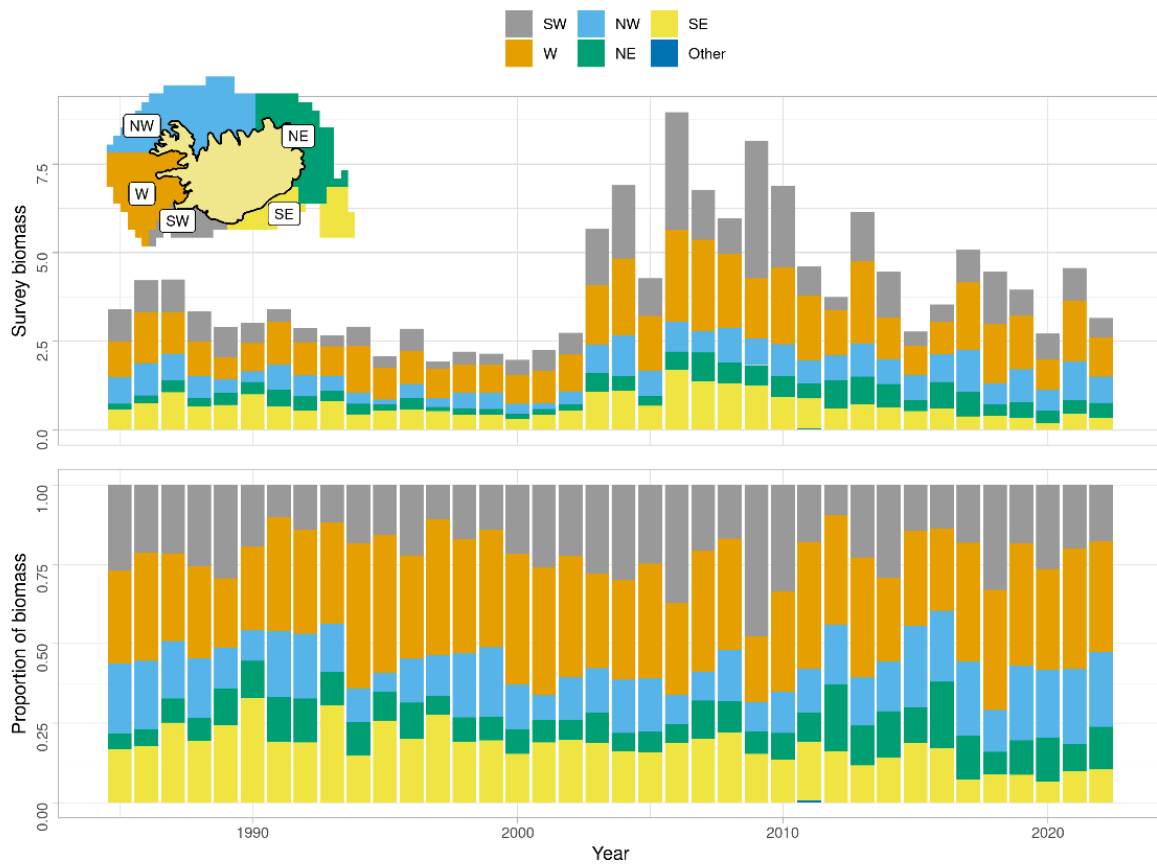 SW NW SE
W NE Other
NW
NE
W
SW
SE
Survey biomass
7.5
5.0
2.5
0.0
Proportion of biomass
1.00
0.75
0.50
0.25
0.00
1990 2000 2010 2020
Year